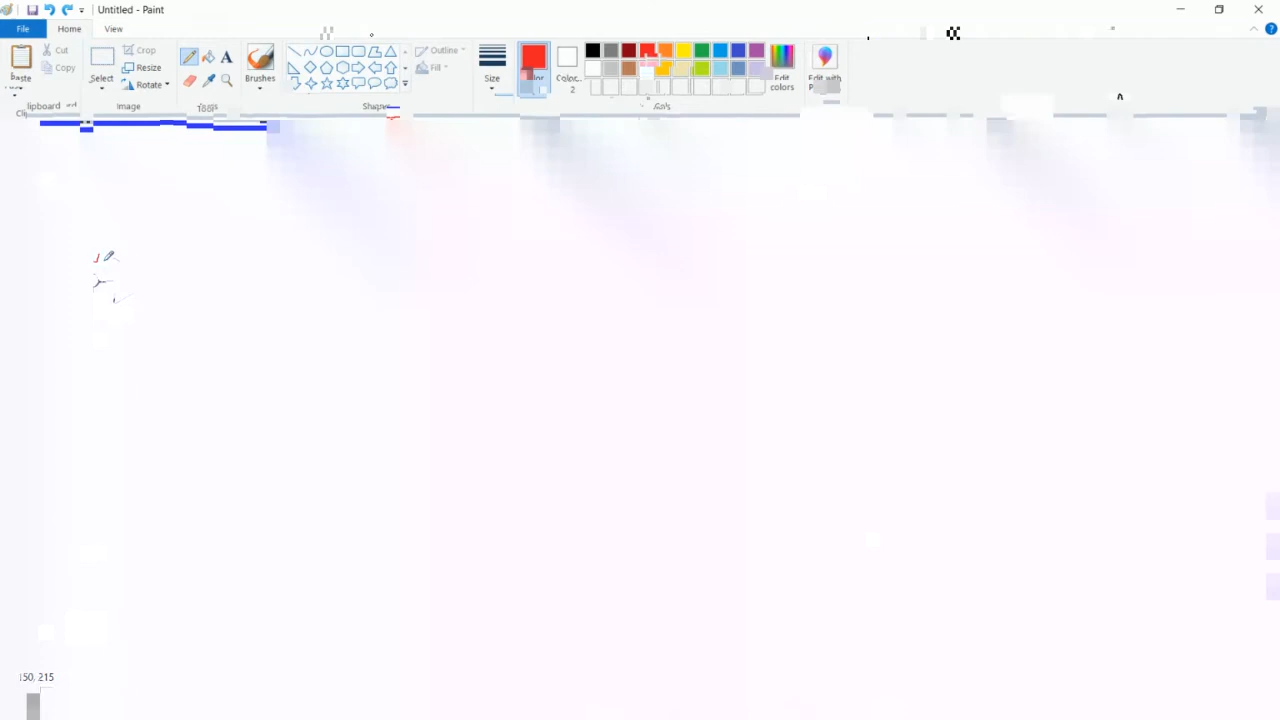 Untitled - Paint
File Home View
Cut
Copy
Paste
Select
Crop
Resize
Rotate
Image
A
Brushes
Outline
Fill
Size
2
Edit colors
Edit with
150, 215